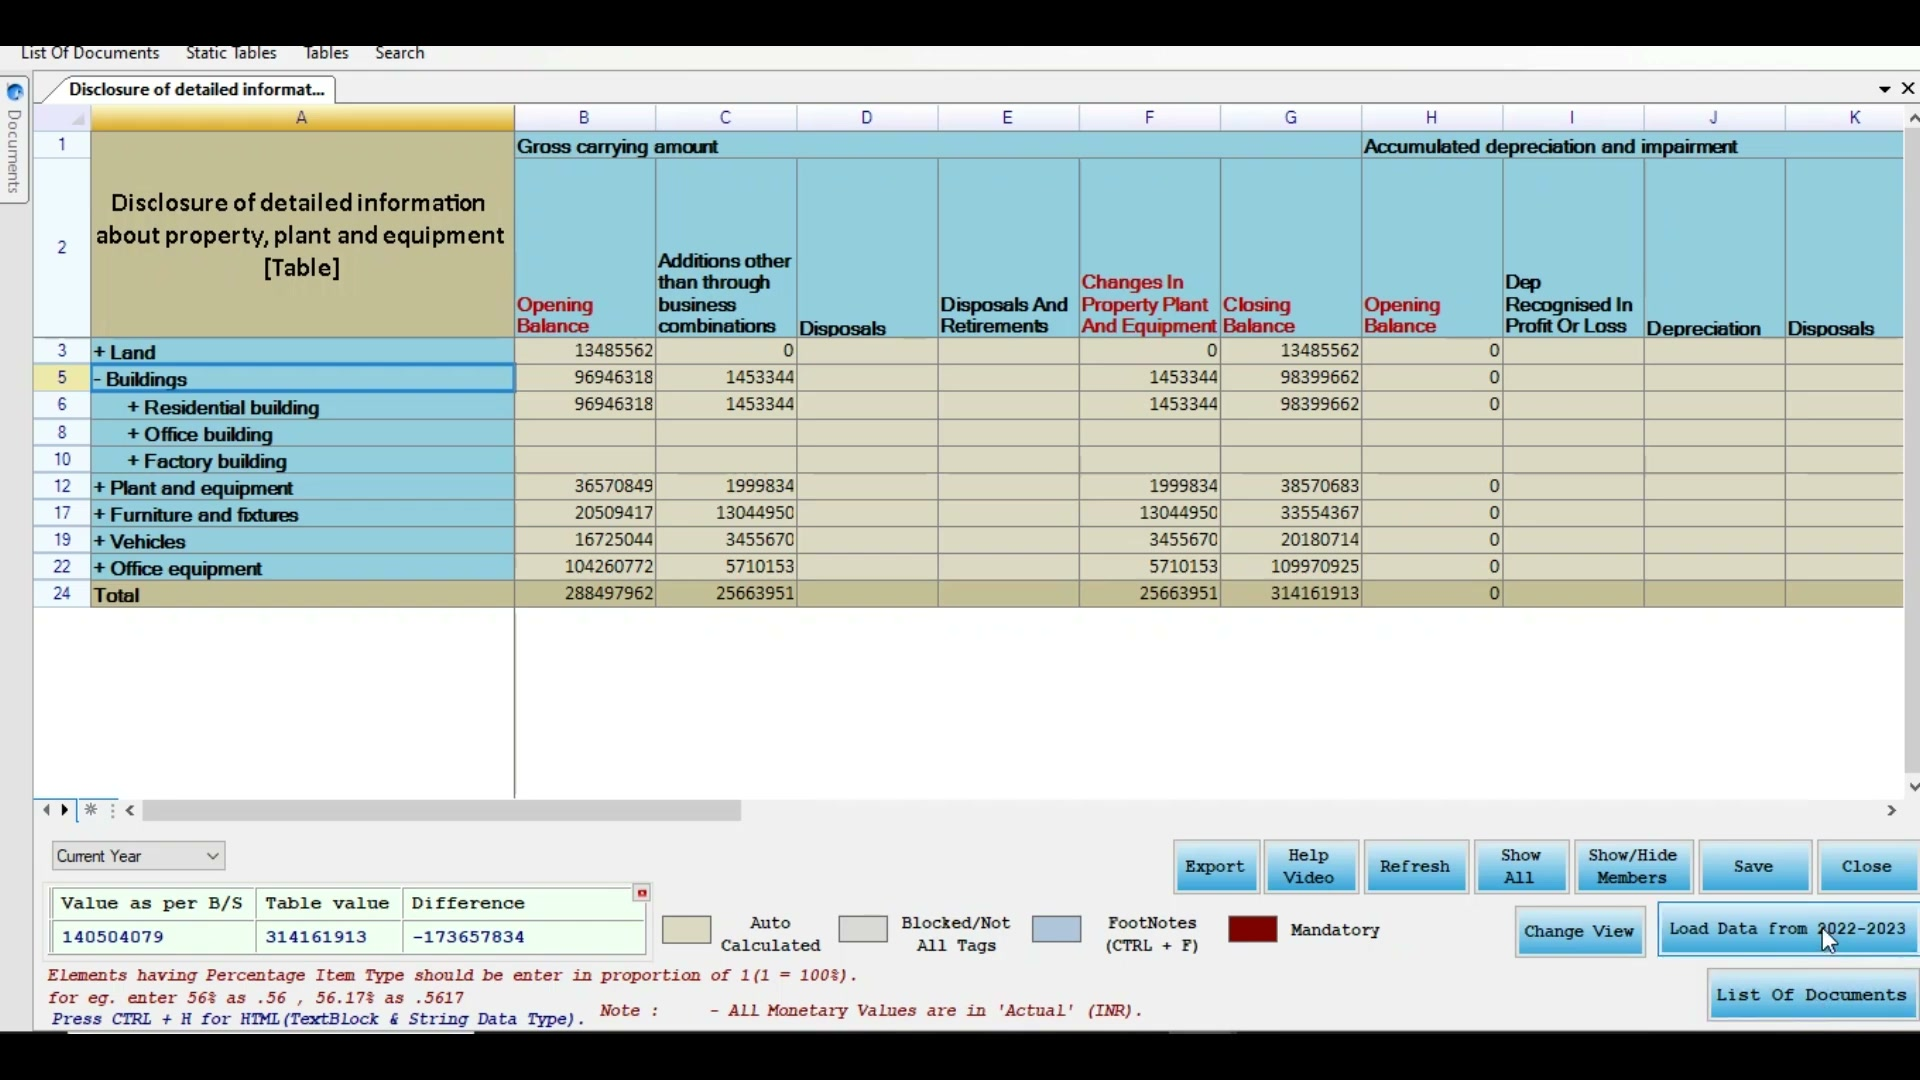 List Of Documents Static Tables Tables Search
Documents
Disclosure of detailed informat...
A B C D E F G H I J K
1 Gross carrying amount Accumulated depreciation and impairment
2
Disclosure of detailed information
about property, plant and equipment
[Table]
Opening
Balance
Additions other
than through
business
combinations
Disposals
Disposals And
Retirements
Changes In
Property Plant
And Equipment
Closing
Balance
Opening
Balance
Dep
Recognised In
Profit Or Loss
Depreciation
Disposals
3 + Land 13485562 0 0 13485562 0
5 - Buildings 96946318 1453344 1453344 98399662 0
6 + Residential building 96946318 1453344 1453344 98399662 0
8 + Office building
10 + Factory building
12 + Plant and equipment 36570849 1999834 1999834 38570683 0
17 + Furniture and fixtures 20509417 13044950 13044950 33554367 0
19 + Vehicles 16725044 3455670 3455670 20180714 0
22 + Office equipment 104260772 5710153 5710153 109970925 0
24 Total 288497962 25663951 25663951 314161913 0
Current Year
Export
Help
Video
Refresh
Show
All
Show/Hide
Members
Save
Close
Value as per B/S Table value Difference
140504079 314161913 -173657834
Auto
Calculated
Blocked/Not
All Tags
FootNotes
(CTRL + F)
Mandatory
Change View
Load Data from 2022-2023
List Of Documents
Elements having Percentage Item Type should be enter in proportion of 1(1 = 100%).
for eg. enter 56% as .56 , 56.17% as .5617
Press CTRL + H for HTML(TextBlock & String Data Type).
Note : - All Monetary Values are in 'Actual' (INR).